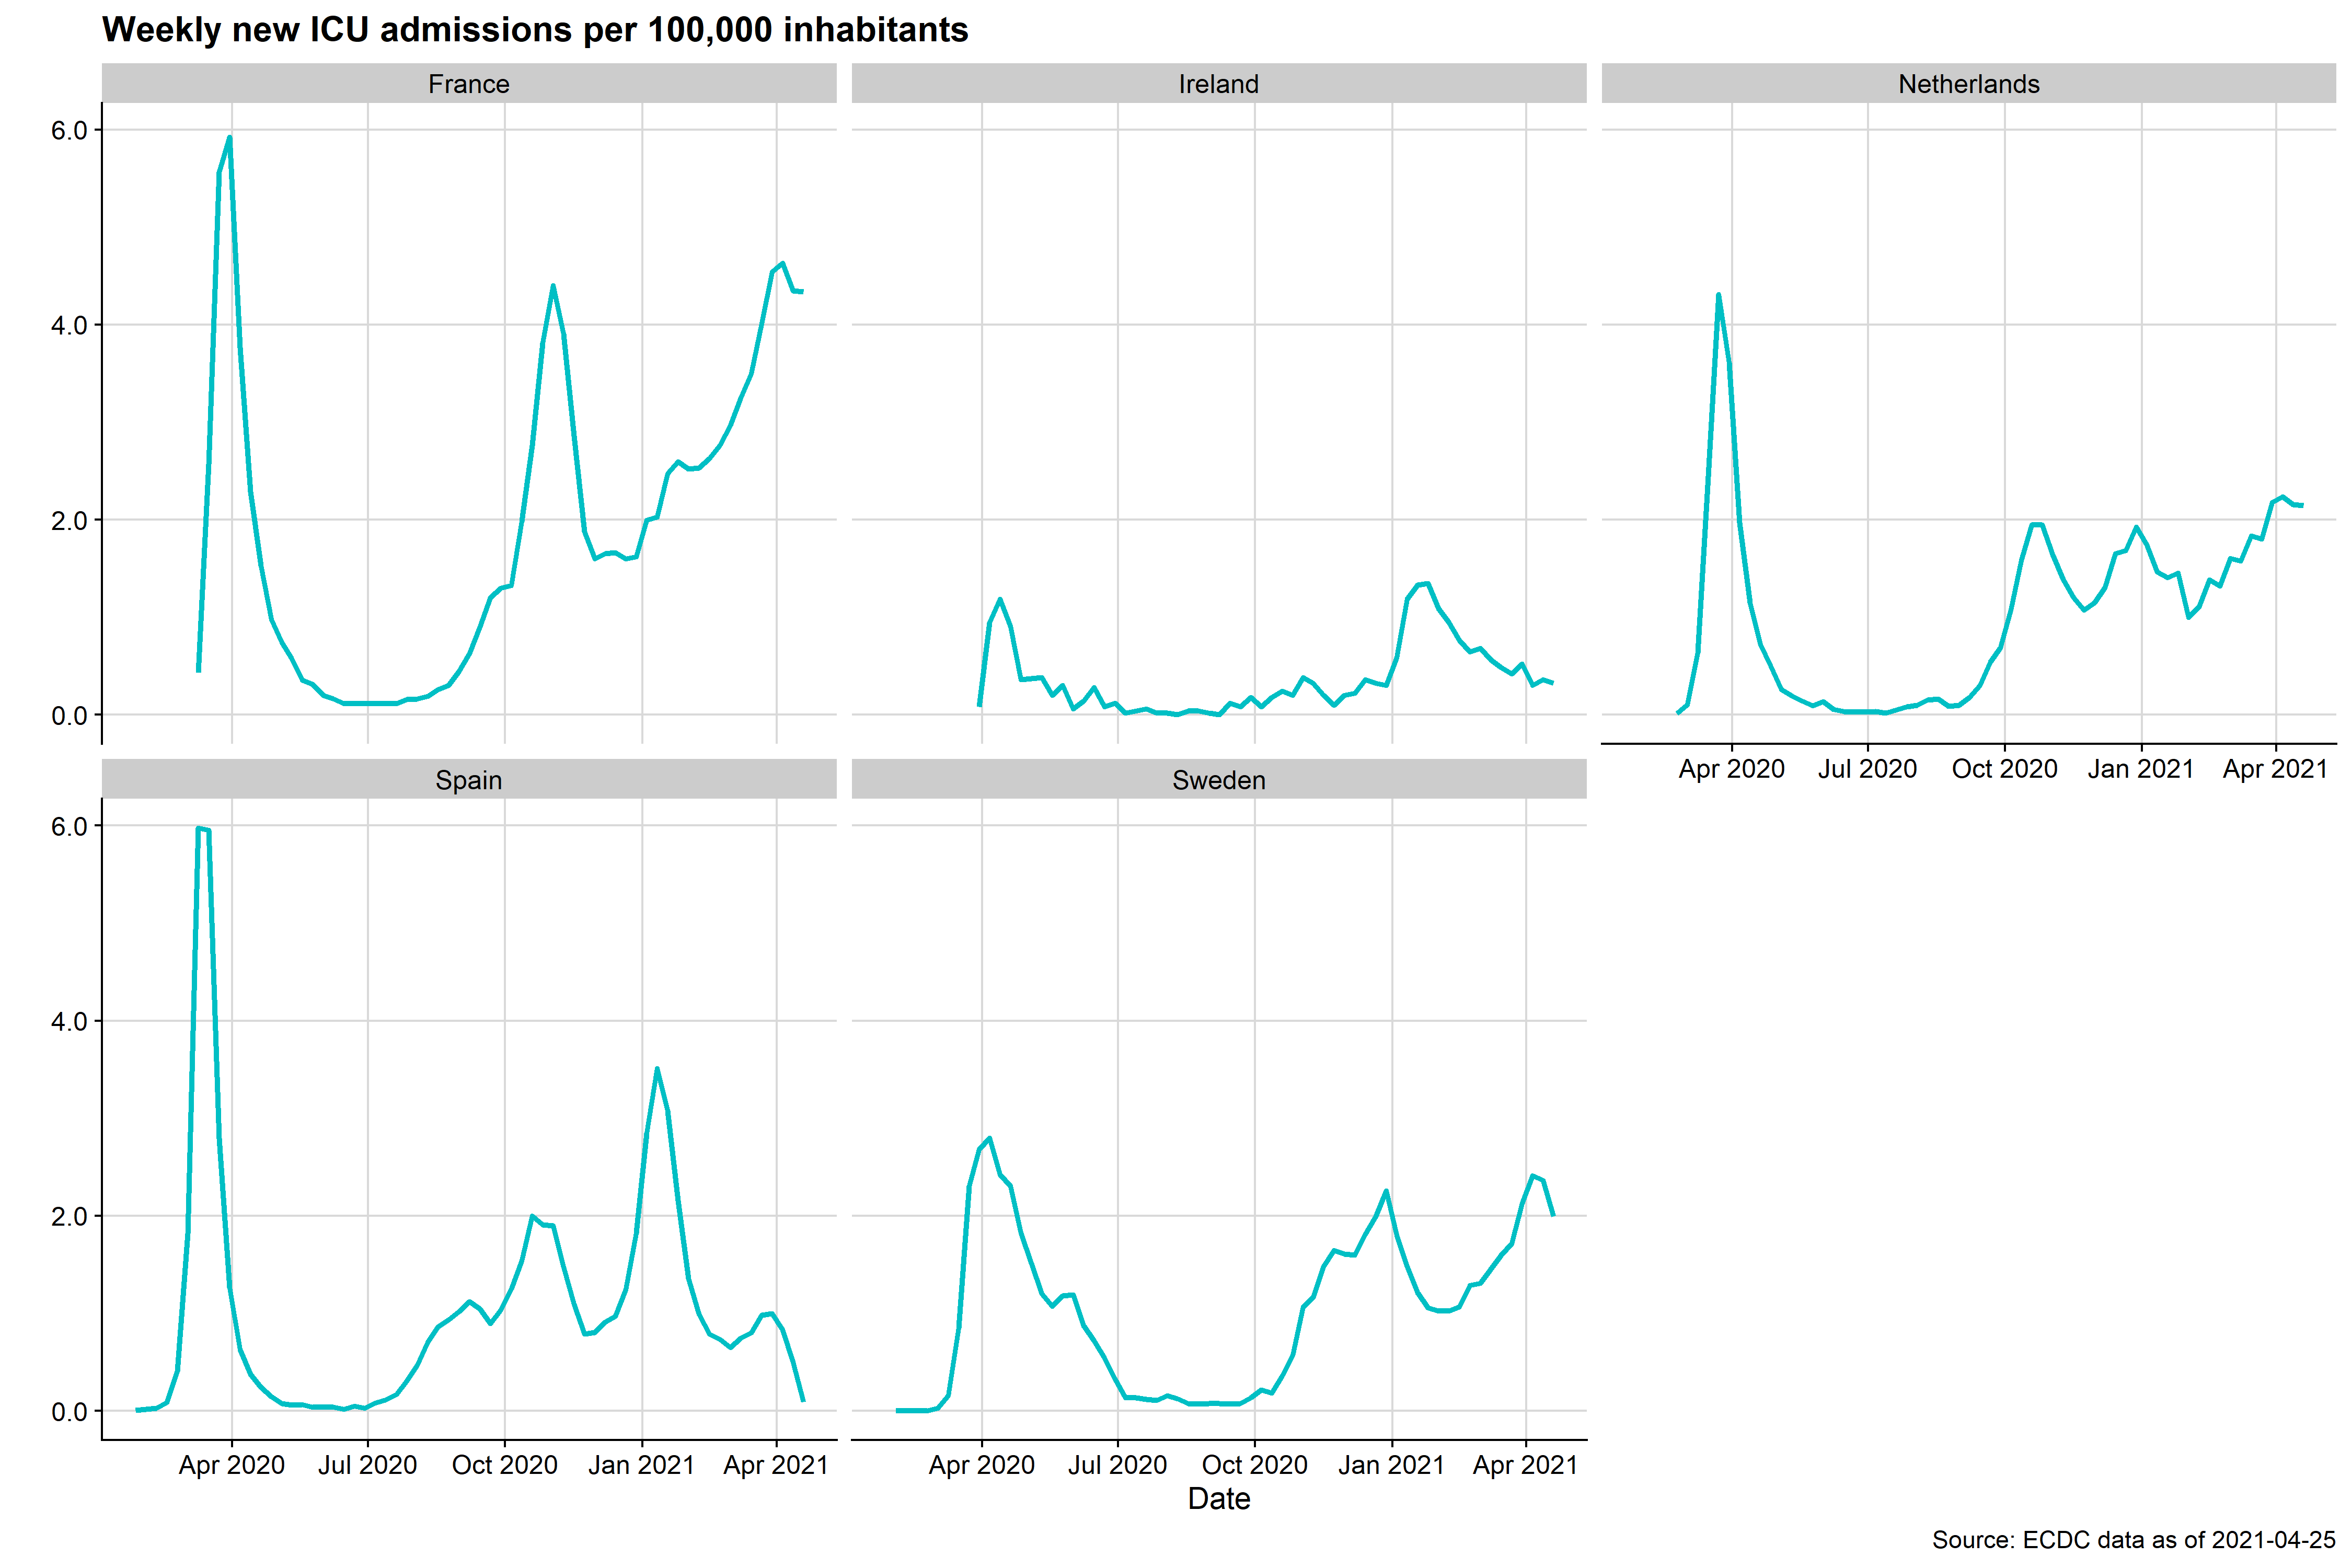 Weekly new ICU admissions per 100,000 inhabitants
France Ireland Netherlands
6.0
4.0
2.0
0.0
Apr 2020 Jul 2020 Oct 2020 Jan 2021 Apr 2021
Spain Sweden
6.0
4.0
2.0
0.0
Apr 2020 Jul 2020 Oct 2020 Jan 2021 Apr 2021 Apr 2020 Jul 2020 Oct 2020 Jan 2021 Apr 2021
Date
Source: ECDC data as of 2021-04-25